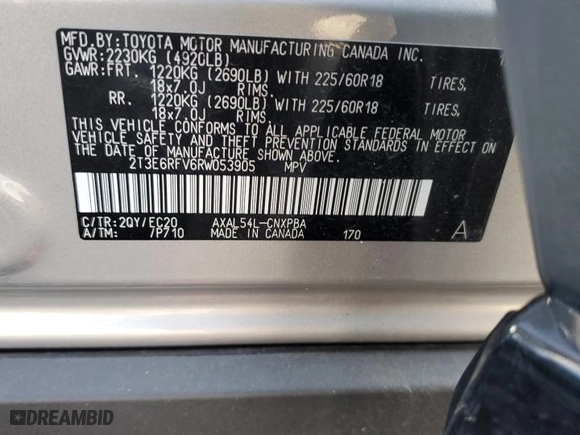 MFD.BY:TOYOTA MOTOR MANUFACTURING CANADA INC.
GVWR:2230KG (4920LB)
GAWR:FRT. 1220KG (2690LB) WITH 225/60R18 TIRES,
18x7.0J RIMS,
RR. 1220KG (2690LB) WITH 225/60R18 TIRES,
18x7.0J RIMS.
THIS VEHICLE CONFORMS TO ALL APPLICABLE FEDERAL MOTOR
VEHICLE SAFETY AND THEFT PREVENTION STANDARDS IN EFFECT ON
THE DATE OF MANUFACTURE SHOWN ABOVE.
2T3E6RFV6RW053905 MPV
C/TR:2QY/EC20 AXAL54L-CNXPBA
A/TM: /P710 MADE IN CANADA 170 A
DREAMBID